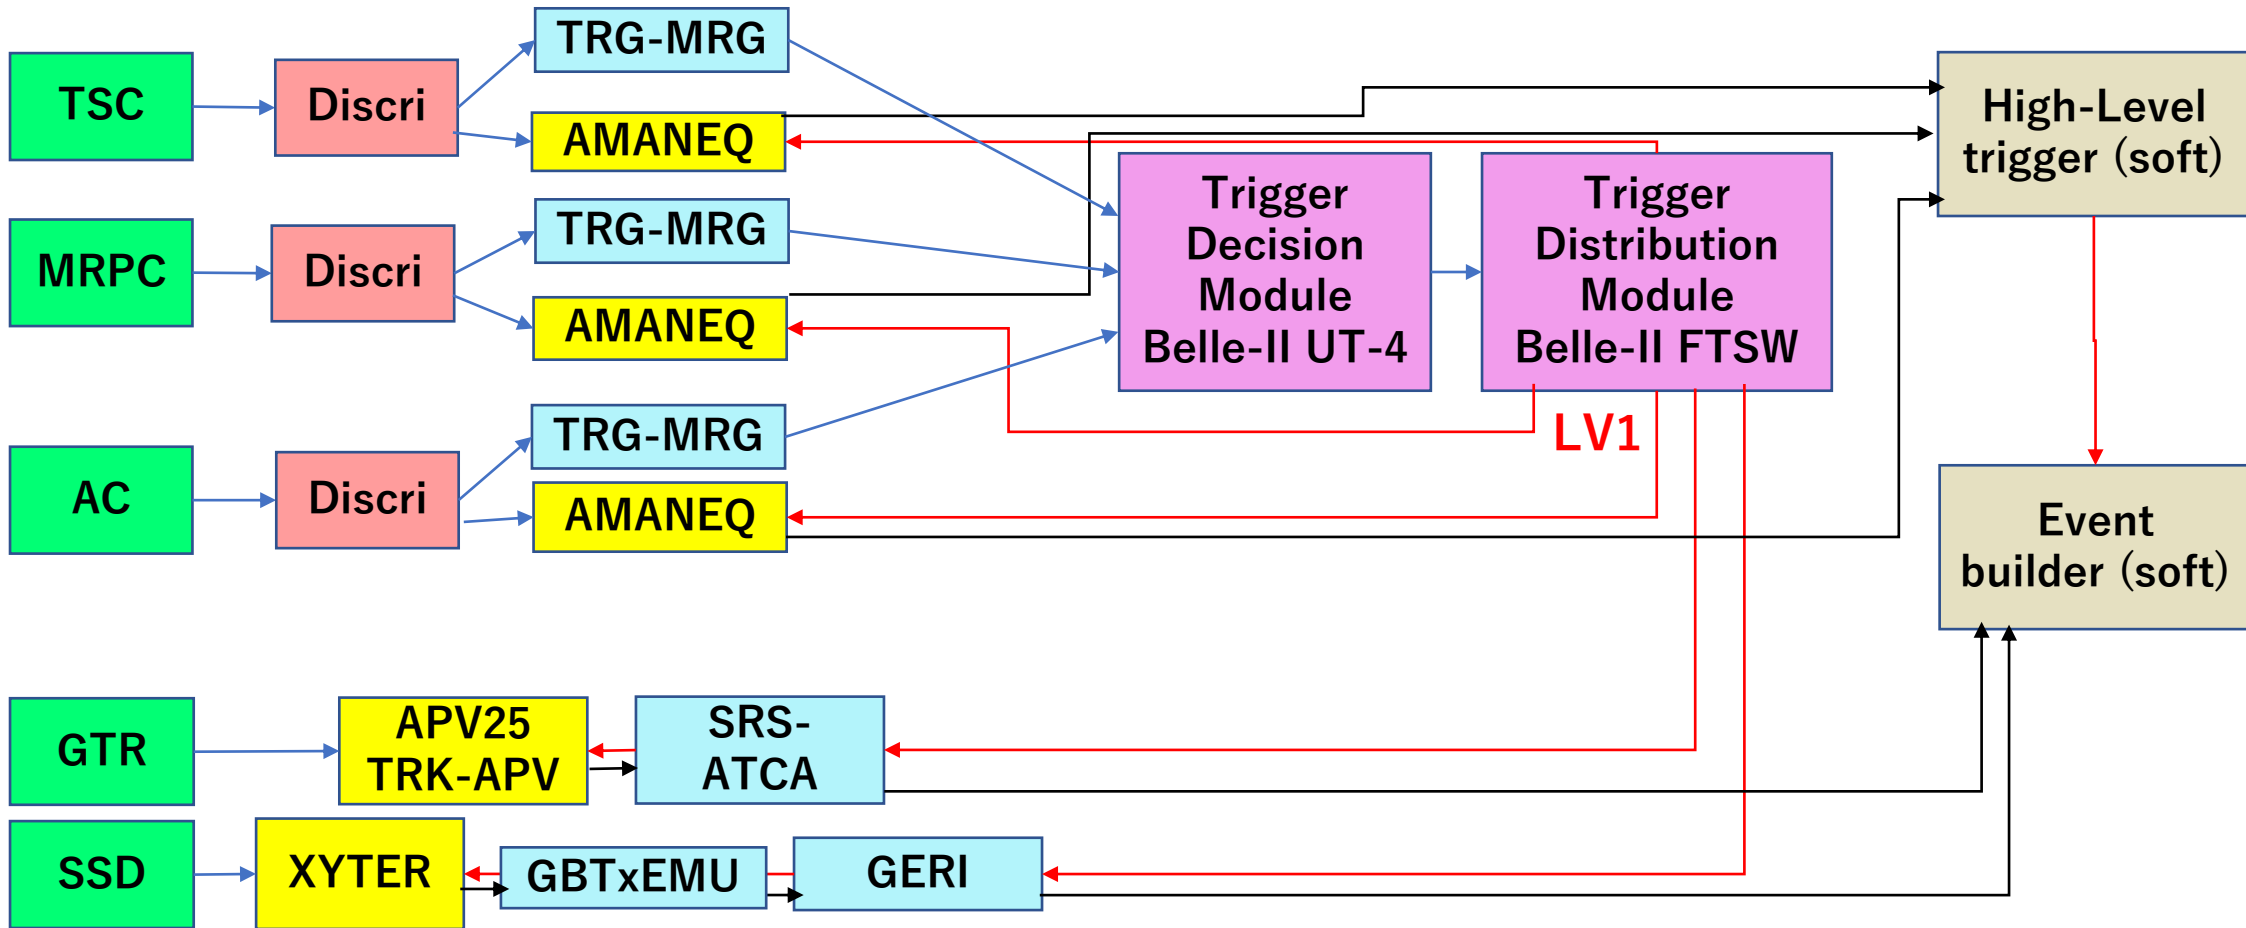 TRG-MRG
TSC
Discri
AMANEQ
High-Level
trigger (soft)
TRG-MRG
MRPC
Discri
AMANEQ
Trigger
Decision
Module
Belle-II UT-4
Trigger
Distribution
Module
Belle-II FTSW
LV1
TRG-MRG
AC
Discri
AMANEQ
Event
builder (soft)
GTR
APV25
TRK-APV
SRS-
ATCA
SSD
XYTER
GBTxEMU
GERI